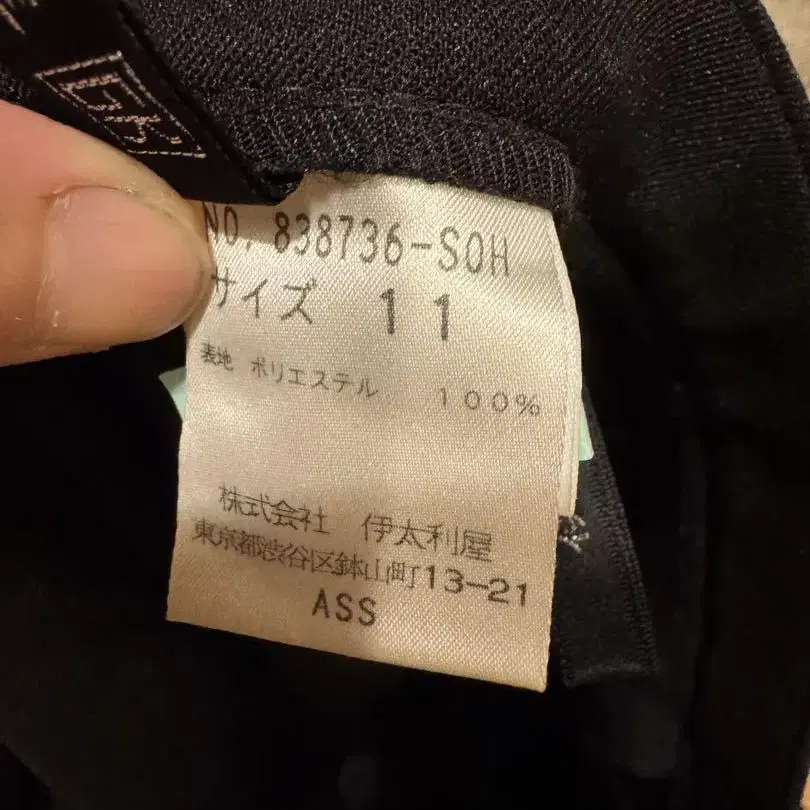 GK
NO. 838736-SOH
サイズ 11
表地 ポリエステル 100%
株式会社 伊太利屋
東京都渋谷区鉢山町13-21
ASS